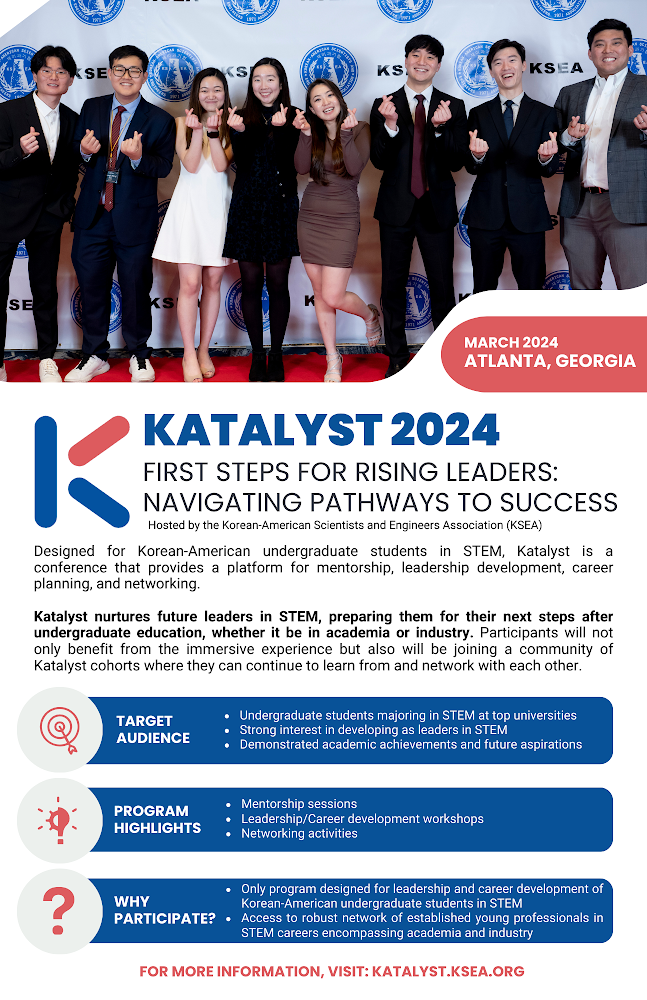 KSEA
KSEA
KSEA
KSEA
MARCH 2024
ATLANTA, GEORGIA
KATALYST 2024
FIRST STEPS FOR RISING LEADERS:
NAVIGATING PATHWAYS TO SUCCESS
Hosted by the Korean-American Scientists and Engineers Association (KSEA)
Designed for Korean-American undergraduate students in STEM, Katalyst is a
conference that provides a platform for mentorship, leadership development, career
planning, and networking.
Katalyst nurtures future leaders in STEM, preparing them for their next steps after
undergraduate education, whether it be in academia or industry. Participants will not
only benefit from the immersive experience but also will be joining a community of
Katalyst cohorts where they can continue to learn from and network with each other.
TARGET
AUDIENCE
• Undergraduate students majoring in STEM at top universities
• Strong interest in developing as leaders in STEM
• Demonstrated academic achievements and future aspirations
PROGRAM
HIGHLIGHTS
• Mentorship sessions
• Leadership/Career development workshops
• Networking activities
WHY
PARTICIPATE?
• Only program designed for leadership and career development of
Korean-American undergraduate students in STEM
• Access to robust network of established young professionals in
STEM careers encompassing academia and industry
FOR MORE INFORMATION, VISIT: KATALYST.KSEA.ORG